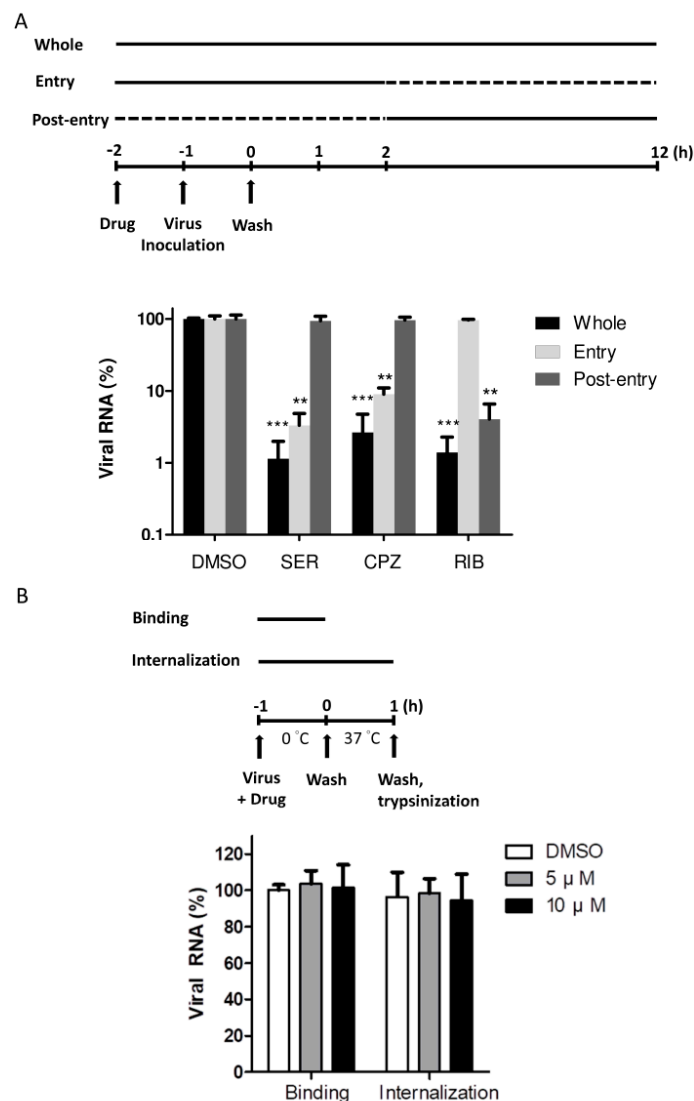 A
Whole
Entry
Post-entry
-2 -1 0 1 2 12 (h)
Drug Virus Inoculation Wash
Viral RNA (%)
100
10
1
0.1
*** ** *** ** *** **
DMSO SER CPZ RIB
Whole
Entry
Post-entry
B
Binding
Internalization
-1 0 1 (h)
0 °C 37 °C
Virus + Drug Wash Wash, trypsinization
Viral RNA (%)
120
100
80
60
40
20
0
Binding Internalization
DMSO
5 μ M
10 μ M